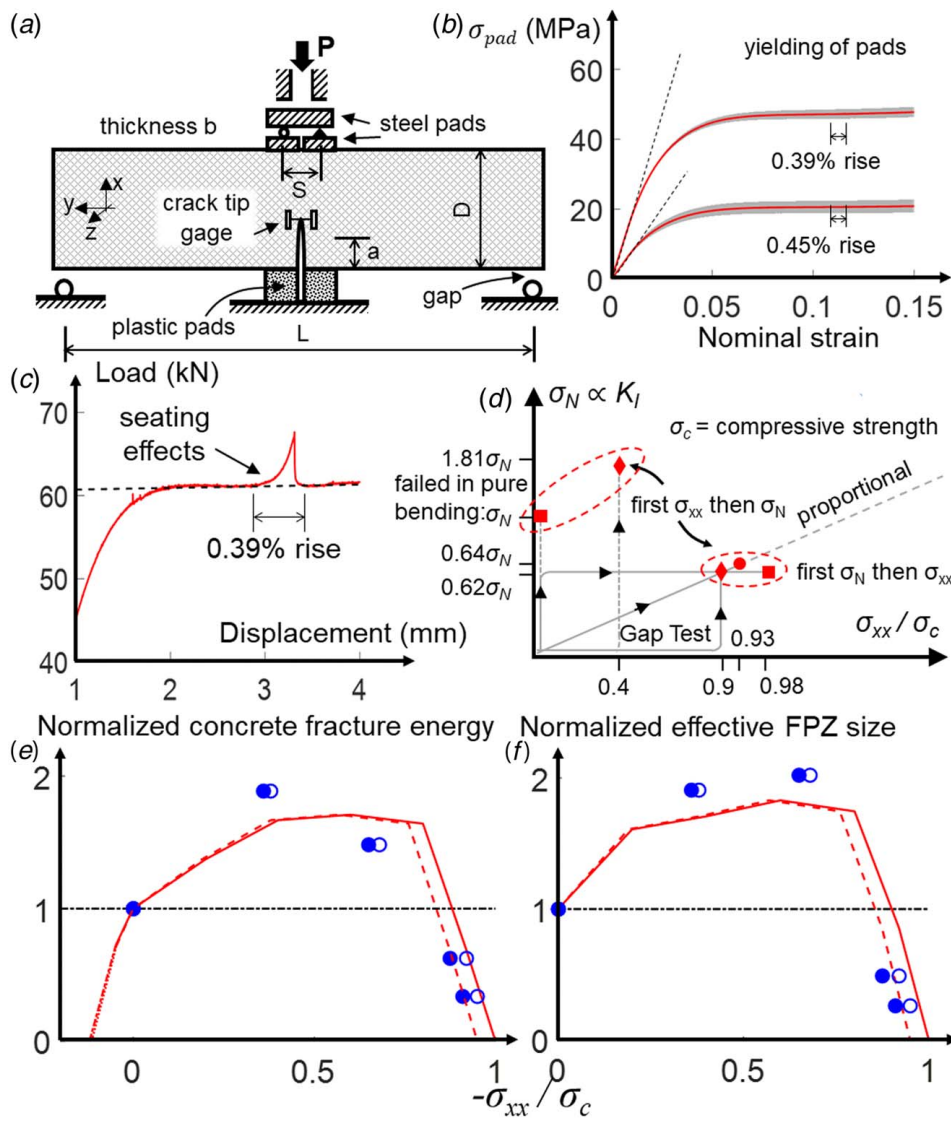 (a)
P
thickness b
steel pads
S
x
y
z
crack tip
gage
D
a
gap
plastic pads
L
(b) σpad (MPa)
yielding of pads
60
40
0.39% rise
20
0.45% rise
0
0 0.05 0.1 0.15
Nominal strain
(c) Load (kN)
70
seating
effects
60
0.39% rise
50
Displacement (mm)
40
1 2 3 4
(d) σN ∝ KI
σc = compressive strength
1.81σN
failed in pure
bending:σN
first σxx then σN
proportional
0.64σN
0.62σN
first σN then σxx
Gap Test
0.93
σxx / σc
0.4 0.9 0.98
Normalized concrete fracture energy
(e)
2
1
0
0 0.5 1
Normalized effective FPZ size
(f)
2
1
0
0 0.5 1
-σxx / σc